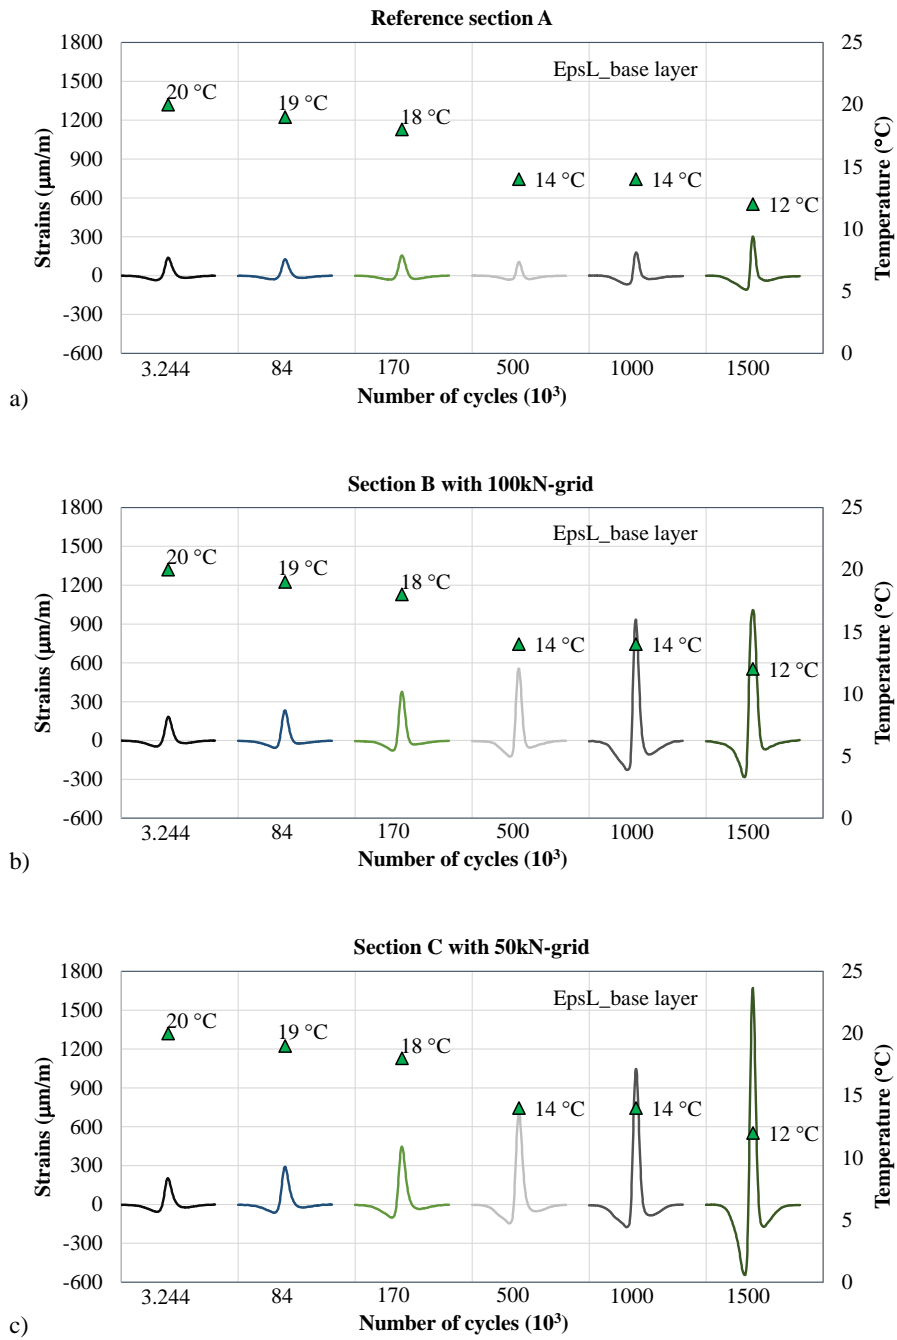 Reference section A
1800 25
EpsL_base layer
1500
20 °C 20
19 °C
1200 18 °C
900 15
14 °C 14 °C
600 12 °C
10
300
0
5
-300
-600 0
3.244 84 170 500 1000 1500
Number of cycles (10³)
Strains (µm/m)
Temperature (°C)
a)
Section B with 100kN-grid
1800 25
EpsL_base layer
1500
20 °C 20
19 °C
1200 18 °C
900 15
14 °C 14 °C
600 12 °C
10
300
0
5
-300
-600 0
3.244 84 170 500 1000 1500
Number of cycles (10³)
Strains (µm/m)
Temperature (°C)
b)
Section C with 50kN-grid
1800 25
EpsL_base layer
1500
20 °C 20
19 °C
1200 18 °C
900 15
14 °C 14 °C
600 12 °C
10
300
0
5
-300
-600 0
3.244 84 170 500 1000 1500
Number of cycles (10³)
Strains (µm/m)
Temperature (°C)
c)